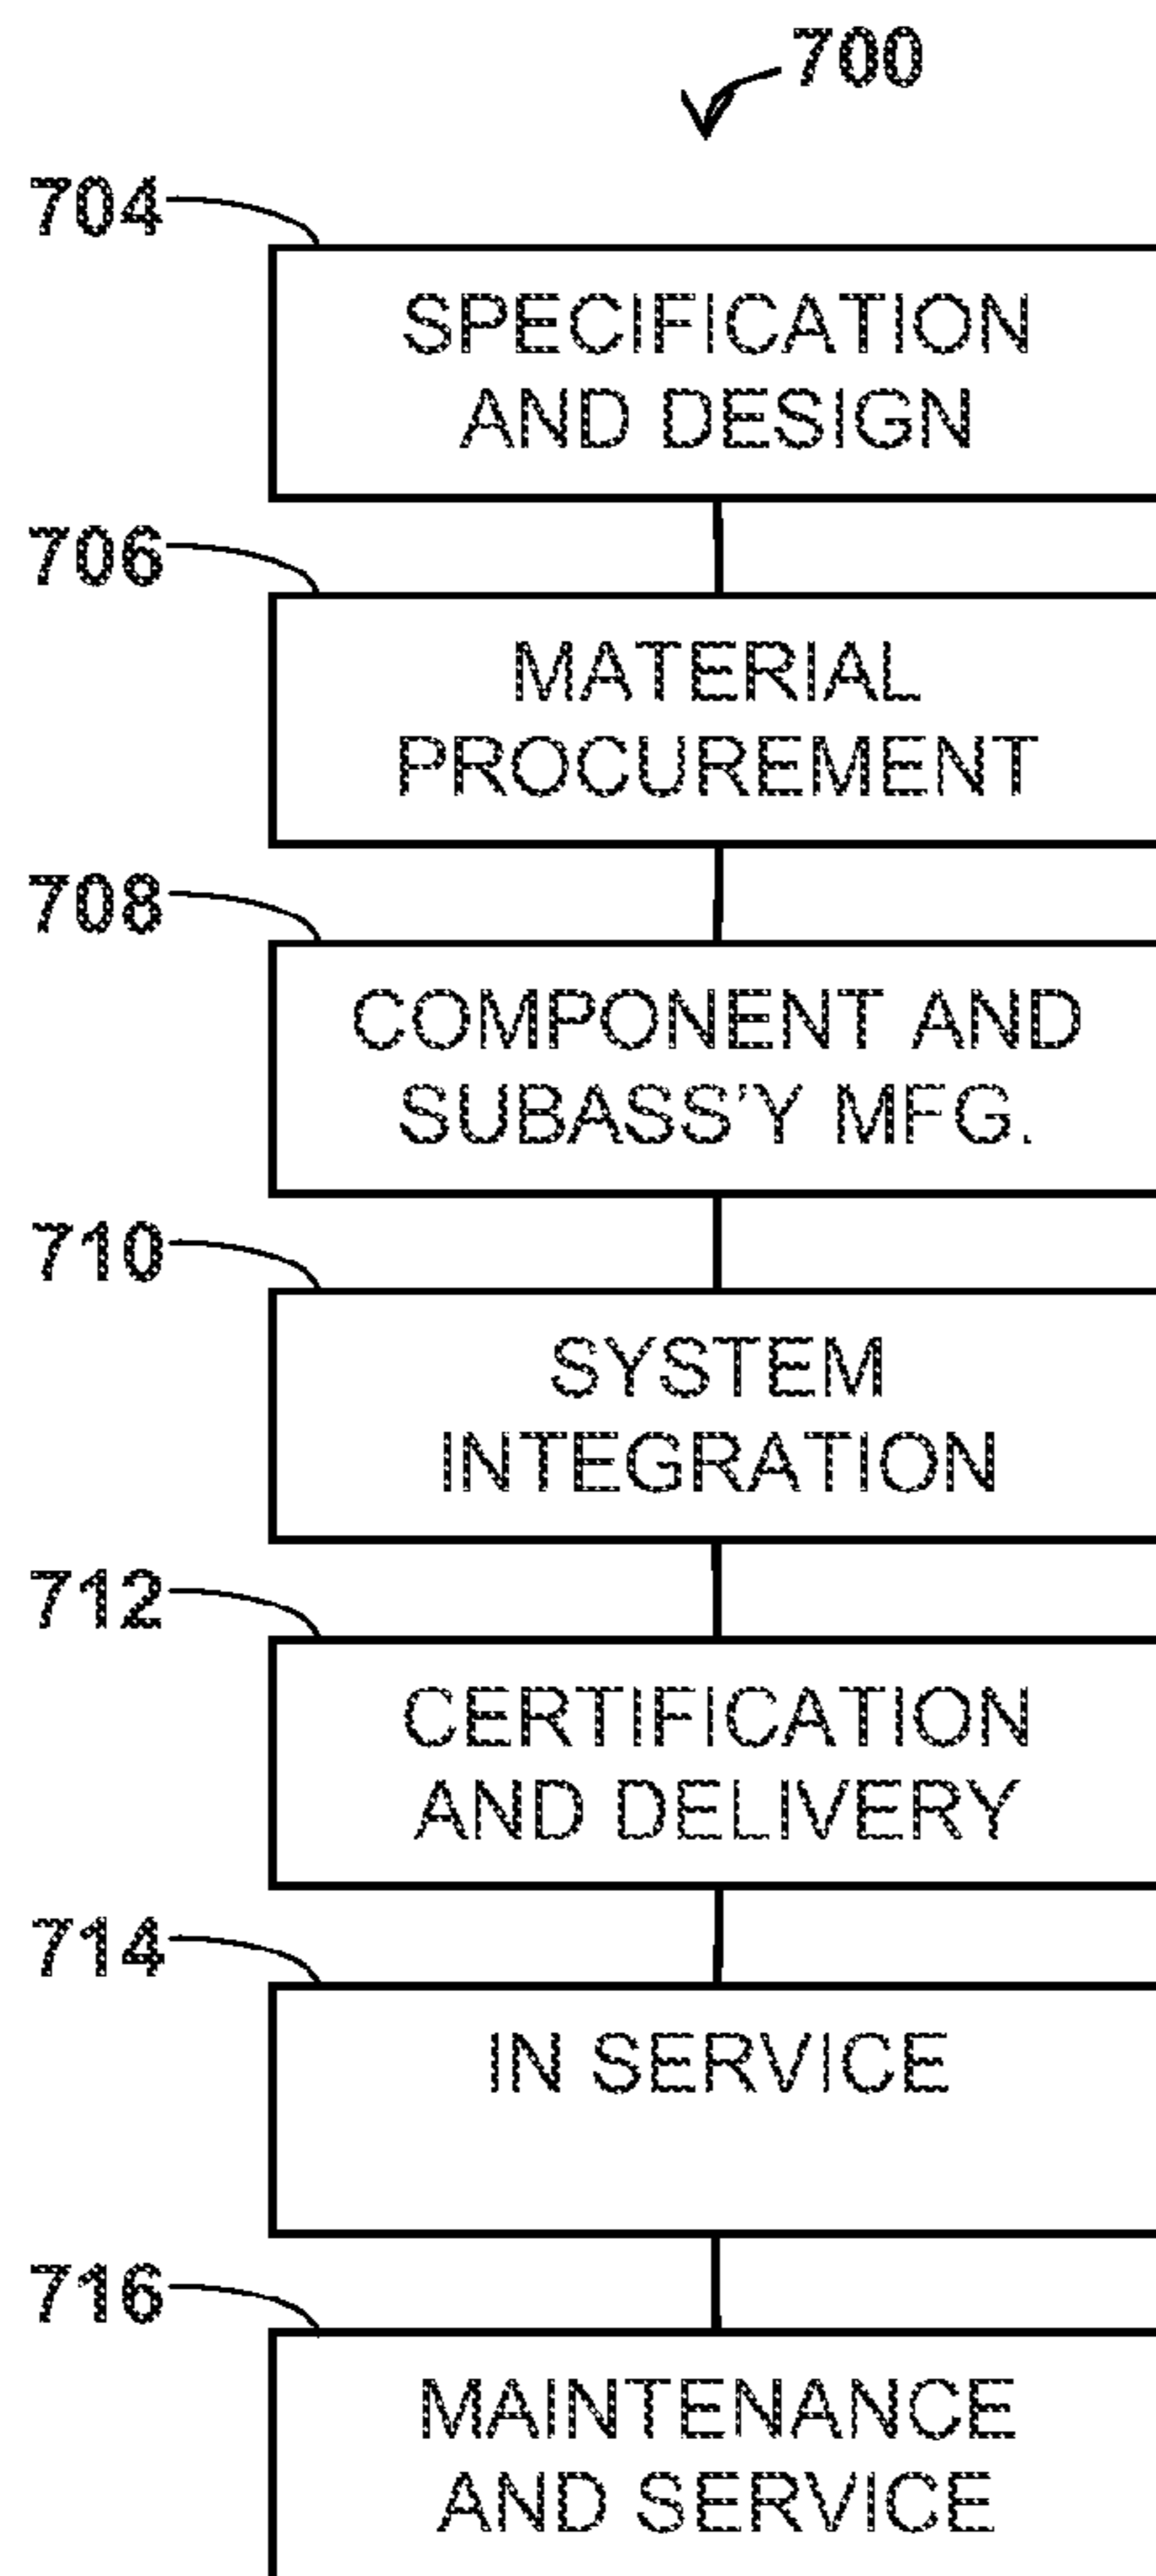 700
704
SPECIFICATION
AND DESIGN
706
MATERIAL
PROCUREMENT
708
COMPONENT AND
SUBASS’Y MFG.
710
SYSTEM
INTEGRATION
712
CERTIFICATION
AND DELIVERY
714
IN SERVICE
716
MAINTENANCE
AND SERVICE